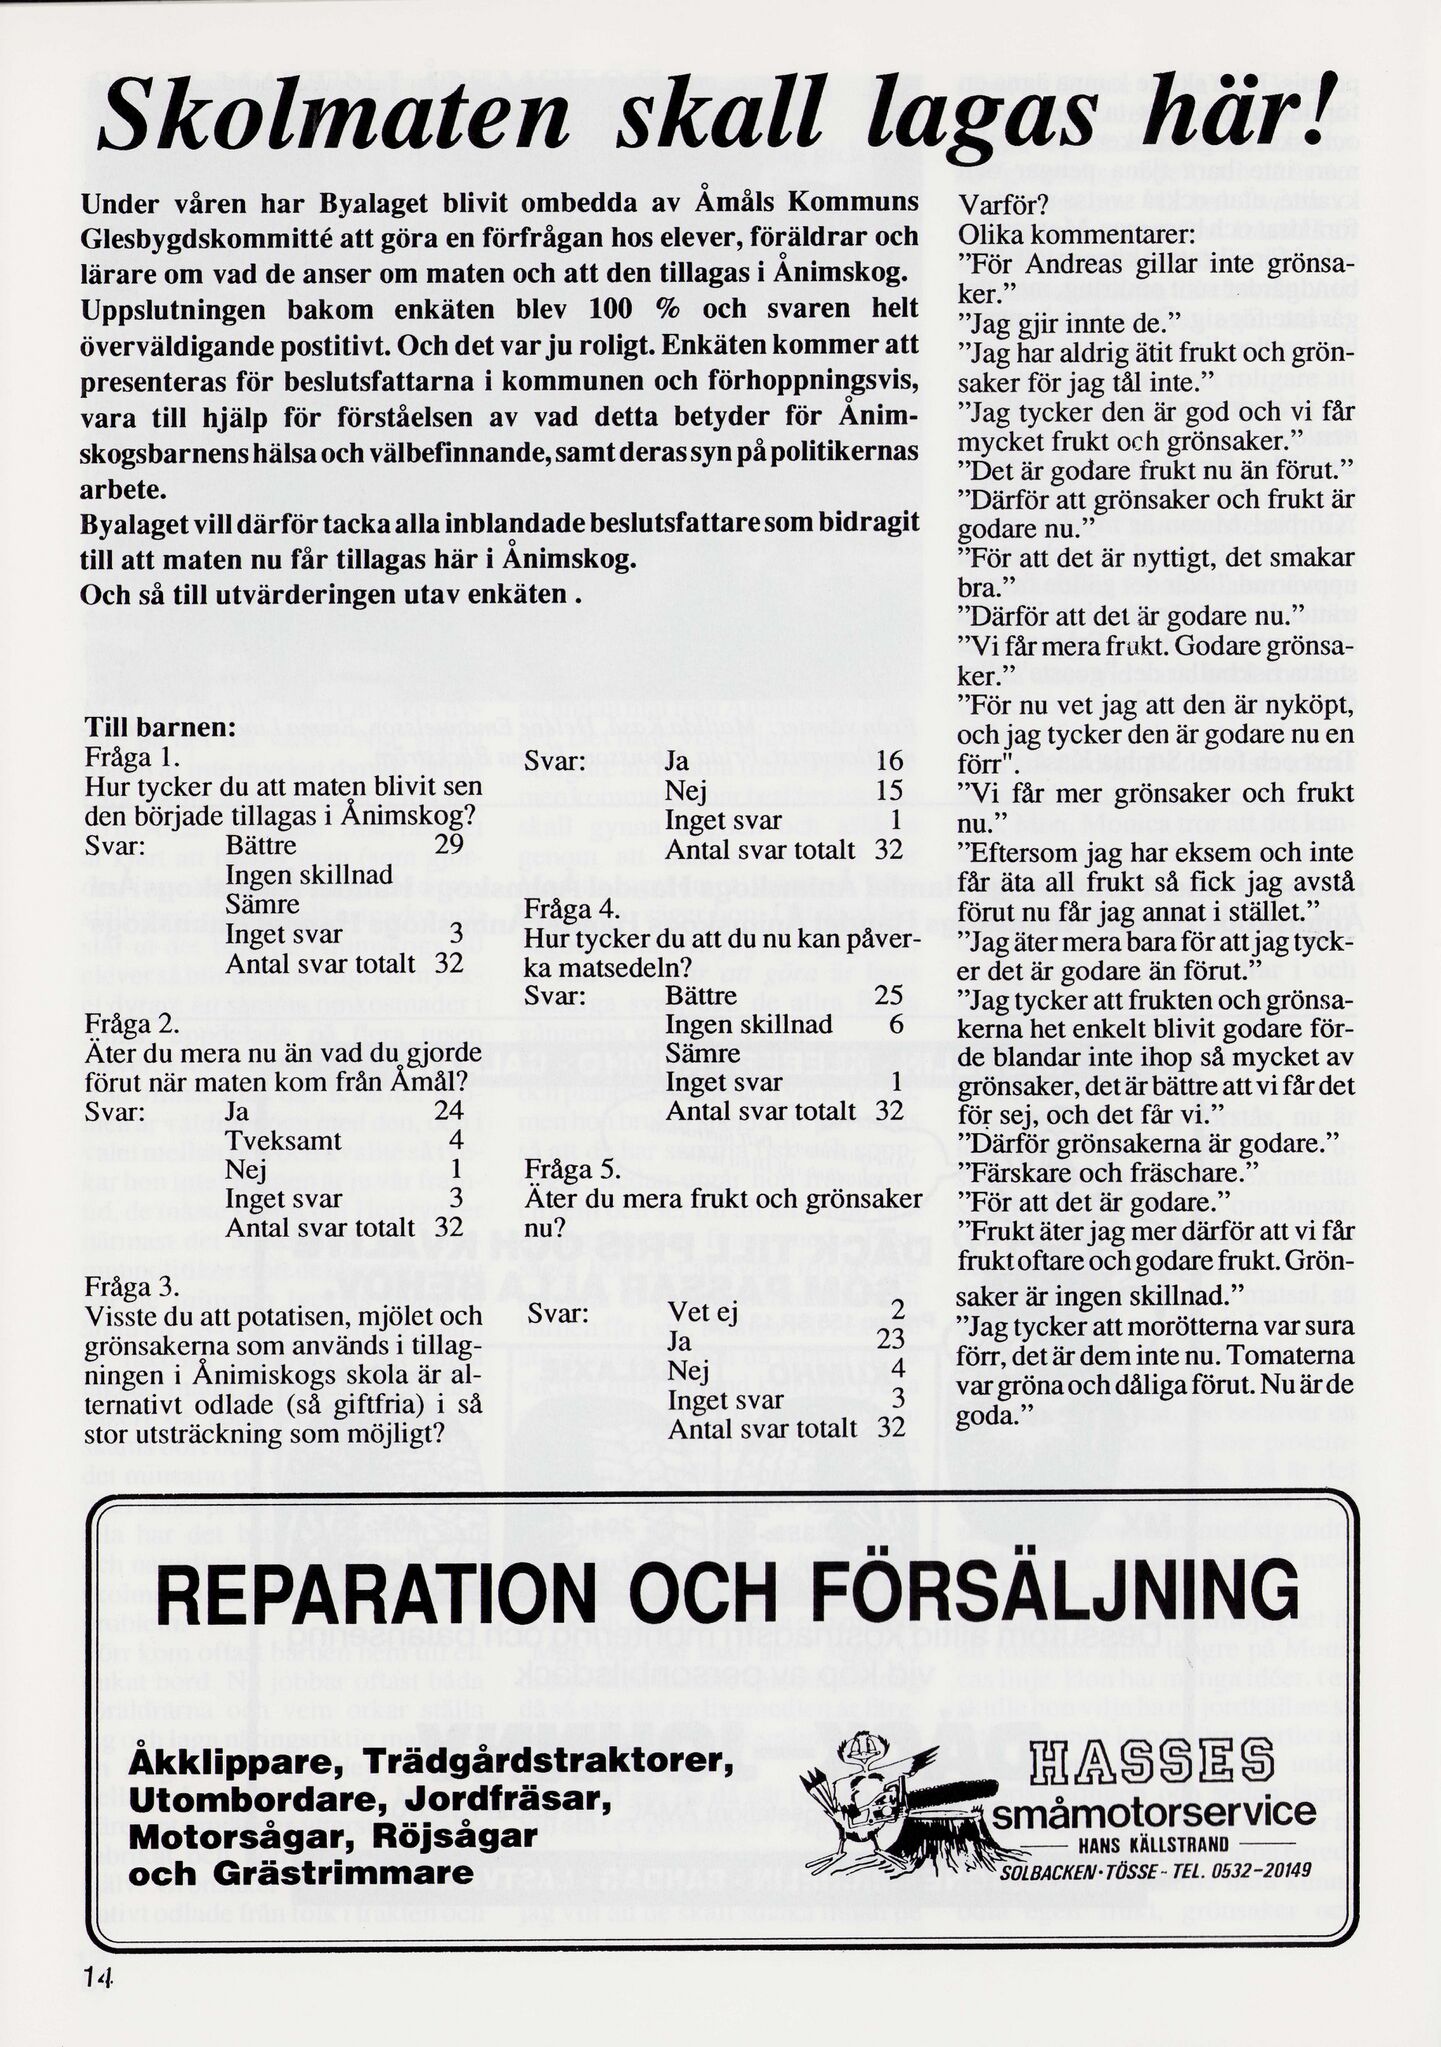 Skolmaten skall lagas här!
Under våren har Byalaget blivit ombedda av Åmåls Kommuns
Glesbygdskommitté att göra en förfrågan hos elever, föräldrar och
lärare om vad de anser om maten och att den tillagas i Ånimskog.
Uppslutningen bakom enkäten blev 100 % och svaren helt
överväldigande postitivt. Och det var ju roligt. Enkäten kommer att
presenteras för beslutsfattarna i kommunen och förhoppningsvis,
vara till hjälp för förståelsen av vad detta betyder för Ånim-
skogsbarnens hälsa och välbefinnande, samt deras syn på politikernas
arbete.
Byalaget vill därför tacka alla inblandade beslutsfattare som bidragit
till att maten nu får tillagas här i Ånimskog.
Och så till utvärderingen utav enkäten .
Till barnen:
Fråga 1.
Hur tycker du att maten blivit sen
den började tillagas i Ånimskog?
Svar: Bättre 29
Ingen skillnad
Sämre
Inget svar 3
Antal svar totalt 32
Fråga 2.
Äter du mera nu än vad du gjorde
förut när maten kom från Åmål?
Svar: Ja 24
Tveksamt 4
Nej 1
Inget svar 3
Antal svar totalt 32
Fråga 3.
Visste du att potatisen, mjölet och
grönsakerna som används i tillag-
ningen i Ånimiskogs skola är al-
ternativt odlade (så giftfria) i så
stor utsträckning som möjligt?
Svar: Ja 16
Nej 15
Inget svar 1
Antal svar totalt 32
Fråga 4.
Hur tycker du att du nu kan påver-
ka matsedeln?
Svar: Bättre 25
Ingen skillnad 6
Sämre
Inget svar 1
Antal svar totalt 32
Fråga 5.
Äter du mera frukt och grönsaker
nu?
Svar: Vet ej 2
Ja 23
Nej 4
Inget svar 3
Antal svar totalt 32
Varför?
Olika kommentarer:
”För Andreas gillar inte grönsa-
ker.”
”Jag gjir innte de.”
”Jag har aldrig ätit frukt och grön-
saker för jag tål inte.”
”Jag tycker den är god och vi får
mycket frukt och grönsaker.”
”Det är godare frukt nu än förut.”
”Därför att grönsaker och frukt är
godare nu.”
”För att det är nyttigt, det smakar
bra.”
”Därför att det är godare nu.”
”Vi får mera frukt. Godare grönsa-
ker.”
”För nu vet jag att den är nyköpt,
och jag tycker den är godare nu en
förr".
”Vi får mer grönsaker och frukt
nu.”
”Eftersom jag har eksem och inte
får äta all frukt så fick jag avstå
förut nu får jag annat i stället.”
”Jag äter mera bara för att jag tyck-
er det är godare än förut.”
”Jag tycker att frukten och grönsa-
kerna het enkelt blivit godare för-
de blandar inte ihop så mycket av
grönsaker, det är bättre att vi får det
för sej, och det får vi.”
”Därför grönsakerna är godare.”
”Färskare och fräschare.”
”För att det är godare.”
”Frukt äter jag mer därför att vi får
frukt oftare och godare frukt. Grön-
saker är ingen skillnad.”
”Jag tycker att morötterna var sura
förr, det är dem inte nu. Tomaterna
var gröna och dåliga förut. Nu är de
goda.”
REPARATION OCH FÖRSÄLJNING
Åkklippare, Trädgårdstraktorer,
Utombordare, Jordfräsar,
Motorsågar, Röjsågar
och Grästrimmare
HASSES
småmotorservice
HANS KÄLLSTRAND
SOLBACKEN · TÖSSE - TEL. 0532-20149
14